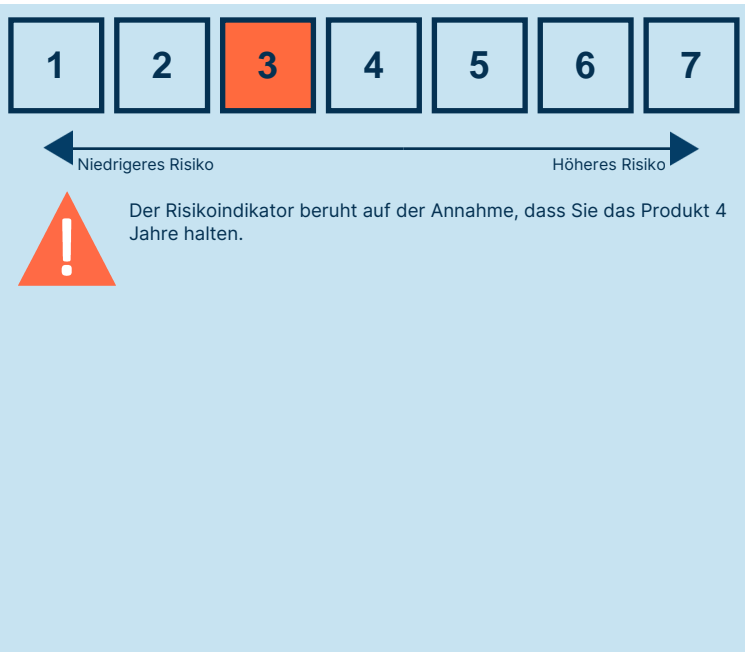 1 2 3 4 5 6 7
Niedrigeres Risiko Höheres Risiko
Der Risikoindikator beruht auf der Annahme, dass Sie das Produkt 4
Jahre halten.